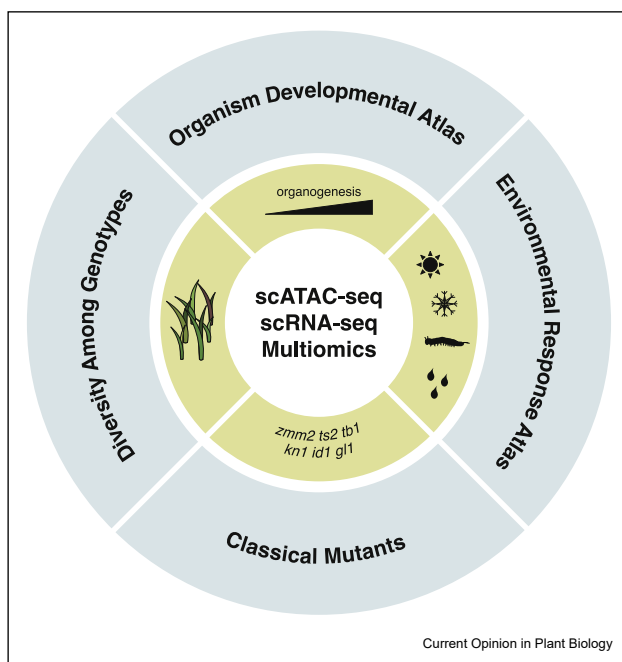 Organism Developmental Atlas
organogenesis
Diversity Among Genotypes
scATAC-seq
scRNA-seq
Multiomics
Environmental Response Atlas
zmm2 ts2 tb1
kn1 id1 gl1
Classical Mutants
Current Opinion in Plant Biology